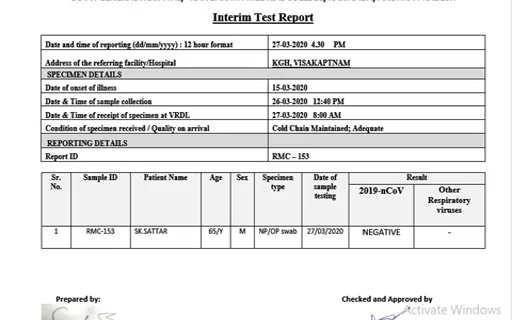 Interim Test Report
Date and time of reporting (dd/mm/yyyy) : 12 hour format 27-03-2020 4.30 PM
Address of the referring facility/Hospital KGH, VISAKAPTNAM
SPECIMEN DETAILS
Date of onset of illness 15-03-2020
Date & Time of sample collection 26-03-2020 12:40 PM
Date & Time of receipt of specimen at VRDL 27-03-2020 8:00 AM
Condition of specimen received / Quality on arrival Cold Chain Maintained; Adequate
REPORTING DETAILS
Report ID RMC – 153
Sr. No. Sample ID Patient Name Age Sex Specimen type Date of sample testing Result
2019-nCoV Other Respiratory viruses
1 RMC-153 SK.SATTAR 65/Y M NP/OP swab 27/03/2020 NEGATIVE -
Prepared by: Checked and Approved by
Activate Windows